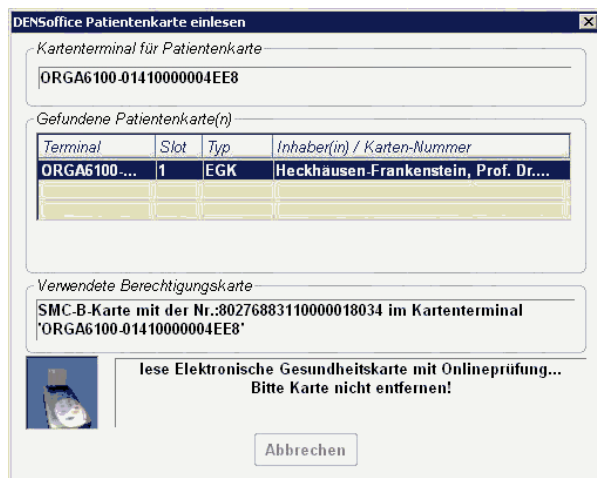 DENSoffice Patientenkarte einlesen
Kartenterminal für Patientenkarte
ORGA6100-01410000004EE8
Gefundene Patientenkarte(n)
Terminal Slot Typ Inhaber(in) / Karten-Nummer
ORGA6100-... 1 EGK Heckhäusen-Frankenstein, Prof. Dr....
Verwendete Berechtigungskarte
SMC-B-Karte mit der Nr.:80276883110000018034 im Kartenterminal
'ORGA6100-01410000004EE8'
lese Elektronische Gesundheitskarte mit Onlineprüfung...
Bitte Karte nicht entfernen!
Abbrechen